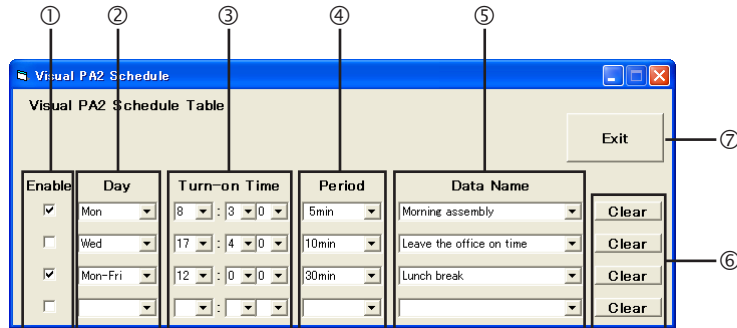 ① ② ③ ④ ⑤
Visual PA2 Schedule
Visual PA2 Schedule Table
Exit ⑦
Enable Day Turn-on Time Period Data Name
Mon 8 : 3 0 5min Morning assembly Clear
Wed 17 : 4 0 10min Leave the office on time Clear
⑥
Mon-Fri 12 : 0 0 30min Lunch break Clear
: Clear